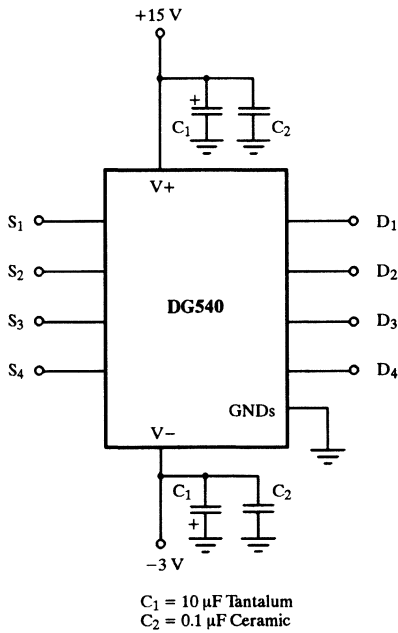 +15 V
+
C₁
C₂
V+
S₁
D₁
S₂
D₂
DG540
S₃
D₃
S₄
D₄
GNDs
V−
C₁
C₂
+
−3 V
C₁ = 10 μF Tantalum
C₂ = 0.1 μF Ceramic